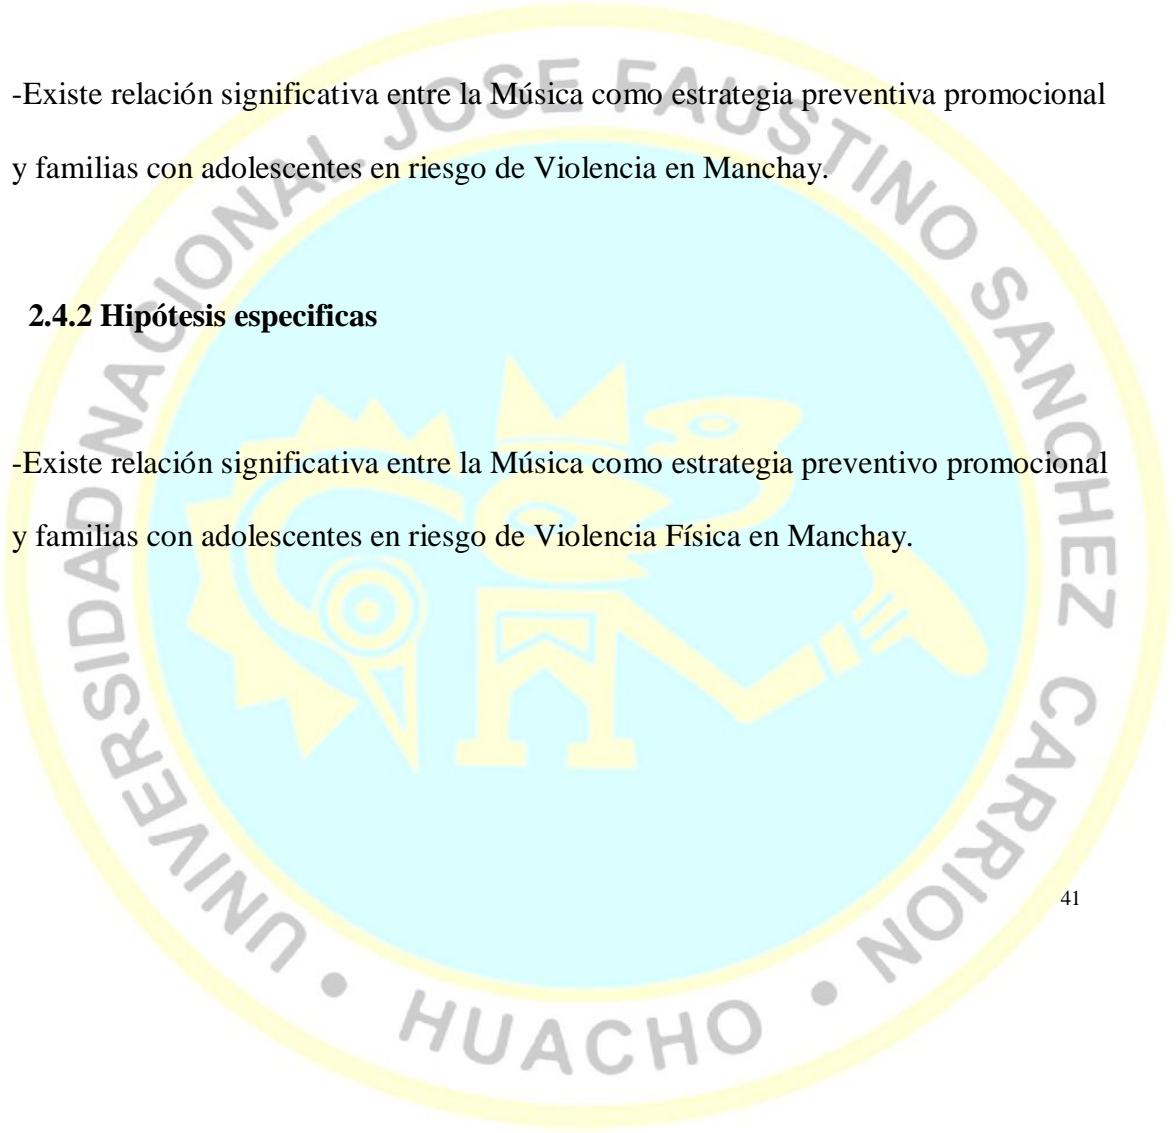 -Existe relación significativa entre la Música como estrategia preventiva promocional
y familias con adolescentes en riesgo de Violencia en Manchay.
2.4.2 Hipótesis especificas
-Existe relación significativa entre la Música como estrategia preventivo promocional
y familias con adolescentes en riesgo de Violencia Física en Manchay.
41
UNIVERSIDAD NACIONAL JOSE FAUSTINO SANCHEZ CARRION
• HUACHO •